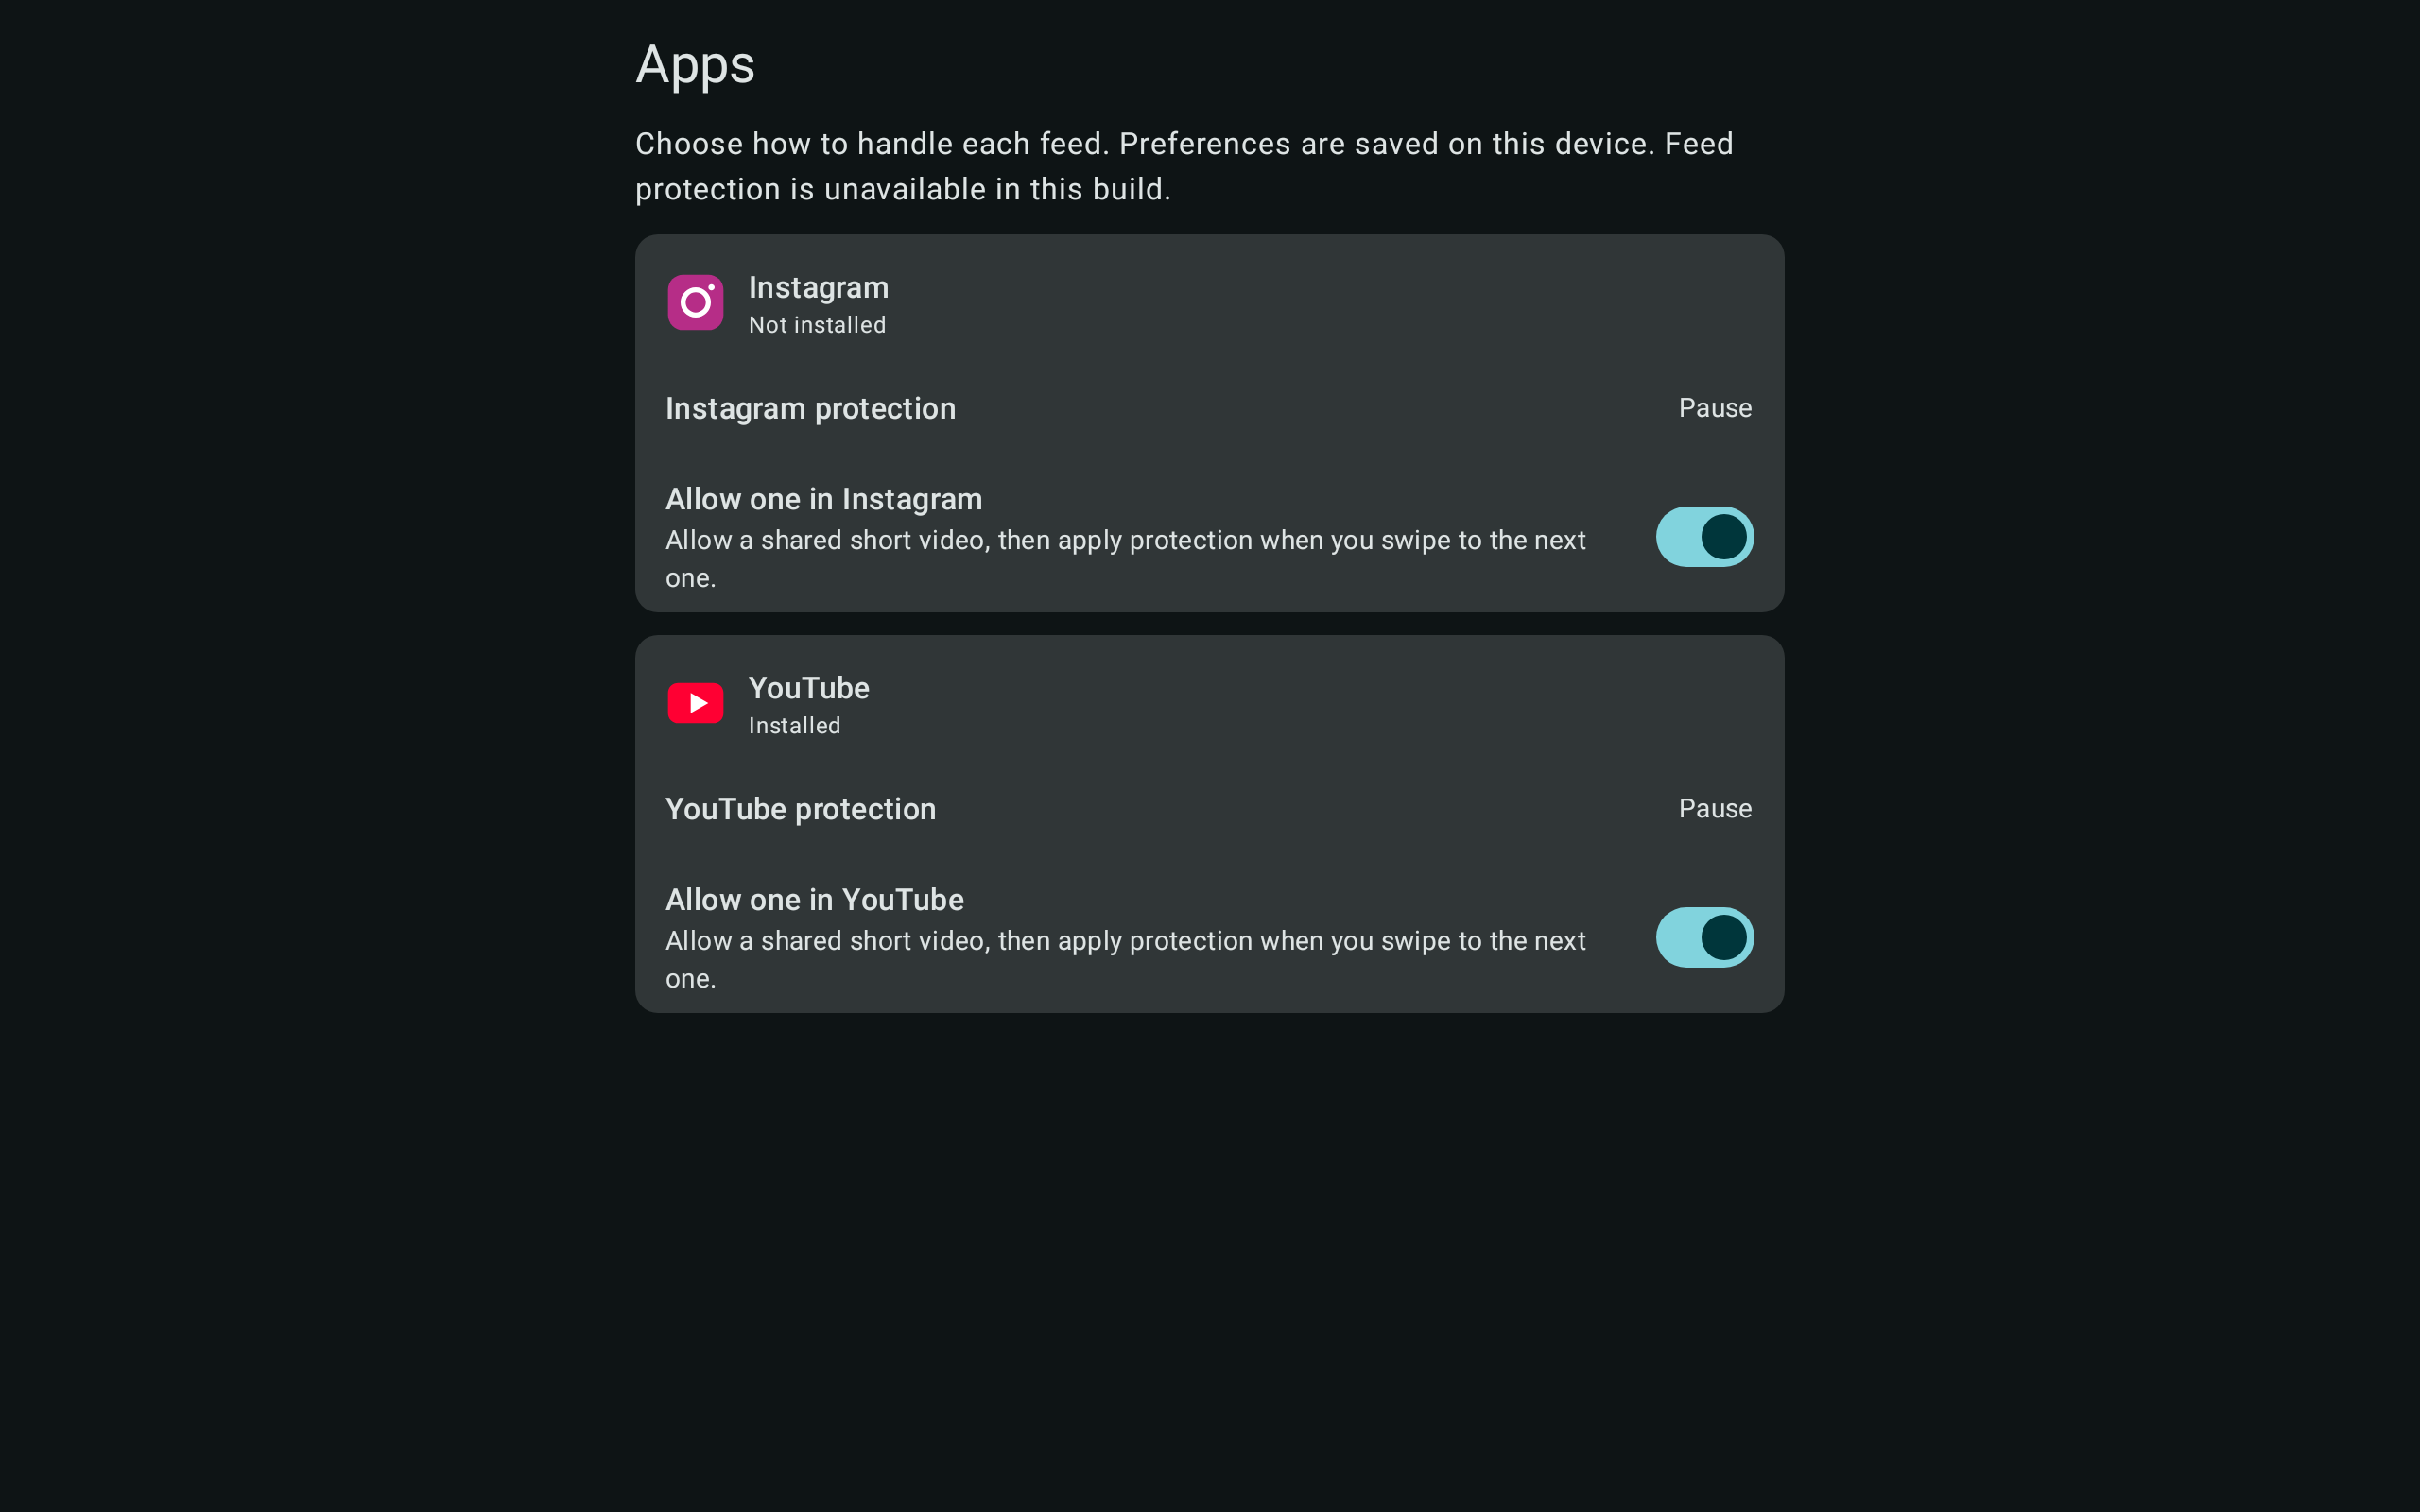 Apps
Choose how to handle each feed. Preferences are saved on this device. Feed
protection is unavailable in this build.
Instagram
Not installed
Instagram protection
Pause
Allow one in Instagram
Allow a shared short video, then apply protection when you swipe to the next
one.
YouTube
Installed
YouTube protection
Pause
Allow one in YouTube
Allow a shared short video, then apply protection when you swipe to the next
one.